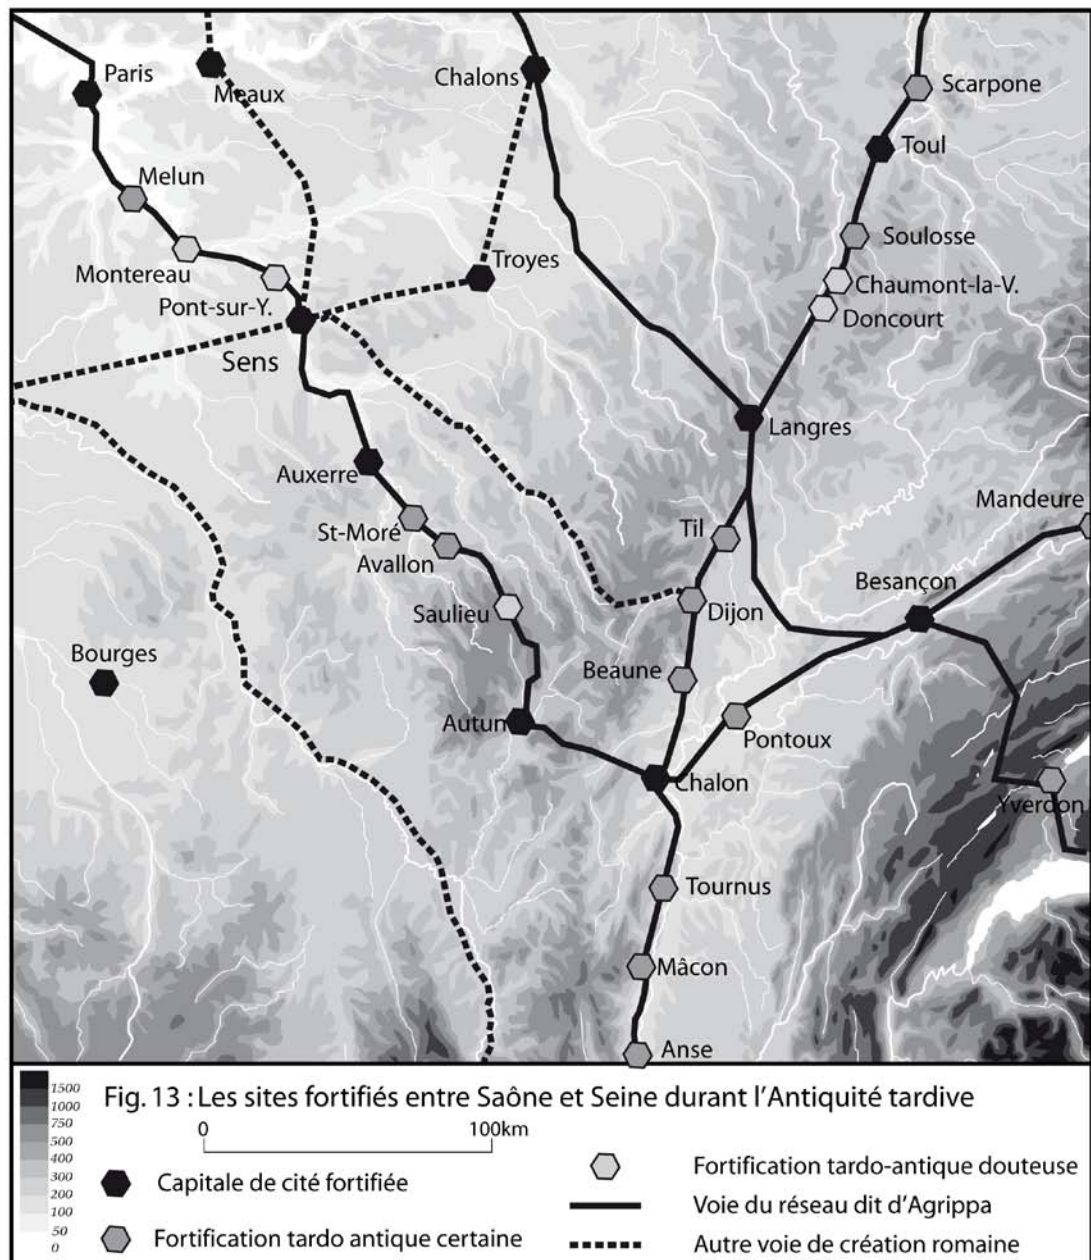 Paris
Meaux
Chalons
Scarpone
Toul
Melun
Soulosse
Montereau
Troyes
Chaumont-la-V.
Pont-sur-Y.
Doncourt
Sens
Langres
Auxerre
Mandeure
St-Moré
Til
Avallon
Besançon
Saulieu
Dijon
Bourges
Beaune
Autun
Pontoux
Chalon
Yverdon
Tournus
Mâcon
Anse
1500
1000
750
500
400
300
200
100
50
0
Fig. 13 : Les sites fortifiés entre Saône et Seine durant l'Antiquité tardive
0 100km
Capitale de cité fortifiée
Fortification tardo antique certaine
Fortification tardo-antique douteuse
Voie du réseau dit d'Agrippa
Autre voie de création romaine